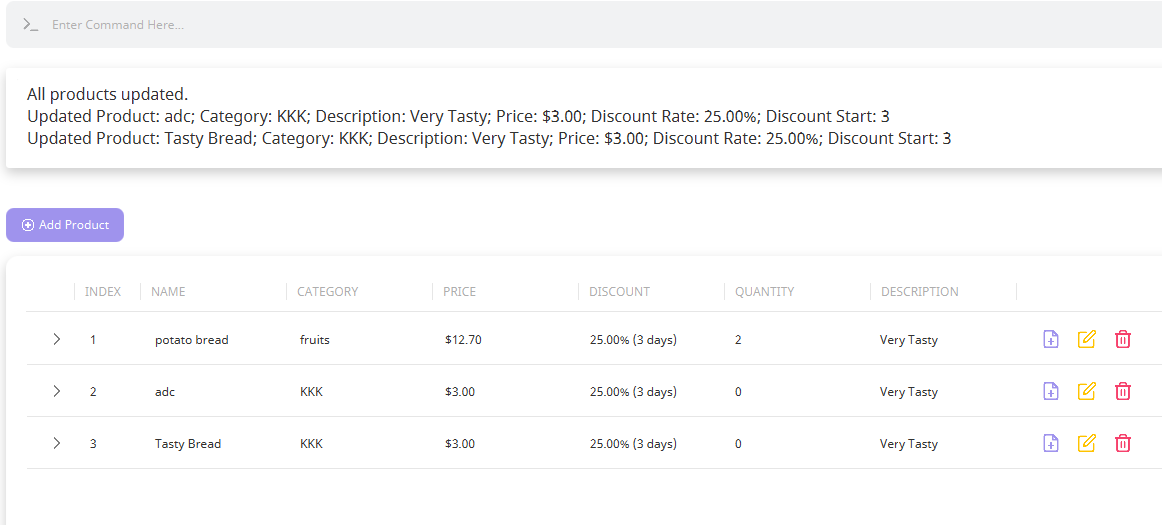 Enter Command Here...
All products updated.
Updated Product: adc; Category: KKK; Description: Very Tasty; Price: $3.00; Discount Rate: 25.00%; Discount Start: 3
Updated Product: Tasty Bread; Category: KKK; Description: Very Tasty; Price: $3.00; Discount Rate: 25.00%; Discount Start: 3
Add Product
INDEX NAME CATEGORY PRICE DISCOUNT QUANTITY DESCRIPTION
1 potato bread fruits $12.70 25.00% (3 days) 2 Very Tasty
2 adc KKK $3.00 25.00% (3 days) 0 Very Tasty
3 Tasty Bread KKK $3.00 25.00% (3 days) 0 Very Tasty